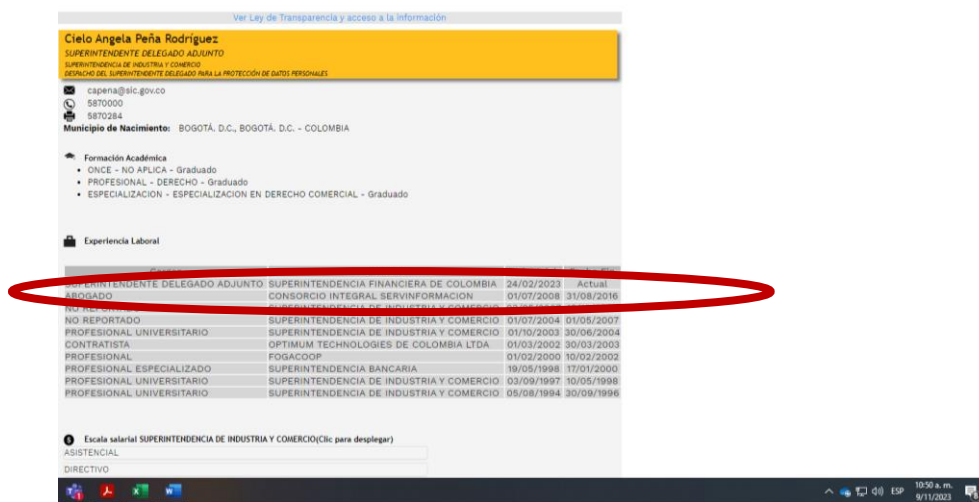 Ver Ley de Transparencia y acceso a la información
Cielo Angela Peña Rodríguez
SUPERINTENDENTE DELEGADO ADJUNTO
SUPERINTENDENCIA DE INDUSTRIA Y COMERCIO
DESPACHO DEL SUPERINTENDENTE DELEGADO PARA LA PROTECCIÓN DE DATOS PERSONALES
capena@sic.gov.co
5870000
5870284
Municipio de Nacimiento: BOGOTÁ. D.C., BOGOTÁ. D.C. - COLOMBIA
Formación Académica
• ONCE - NO APLICA - Graduado
• PROFESIONAL - DERECHO - Graduado
• ESPECIALIZACION - ESPECIALIZACION EN DERECHO COMERCIAL - Graduado
Experiencia Laboral
SUPERINTENDENTE DELEGADO ADJUNTO SUPERINTENDENCIA FINANCIERA DE COLOMBIA 24/02/2023 Actual
ABOGADO CONSORCIO INTEGRAL SERVINFORMACION 01/07/2008 31/08/2016
NO REPORTADO SUPERINTENDENCIA DE INDUSTRIA Y COMERCIO
NO REPORTADO SUPERINTENDENCIA DE INDUSTRIA Y COMERCIO 01/07/2004 01/05/2007
PROFESIONAL UNIVERSITARIO SUPERINTENDENCIA DE INDUSTRIA Y COMERCIO 01/10/2003 30/06/2004
CONTRATISTA OPTIMUM TECHNOLOGIES DE COLOMBIA LTDA 01/03/2002 30/03/2003
PROFESIONAL FOGACOOP 01/02/2000 10/02/2002
PROFESIONAL ESPECIALIZADO SUPERINTENDENCIA BANCARIA 19/05/1998 17/01/2000
PROFESIONAL UNIVERSITARIO SUPERINTENDENCIA DE INDUSTRIA Y COMERCIO 03/09/1997 10/05/1998
PROFESIONAL UNIVERSITARIO SUPERINTENDENCIA DE INDUSTRIA Y COMERCIO 05/08/1994 30/09/1996
Escala salarial SUPERINTENDENCIA DE INDUSTRIA Y COMERCIO(Clic para desplegar)
ASISTENCIAL
DIRECTIVO
ESP
10:50 a. m.
9/11/2023